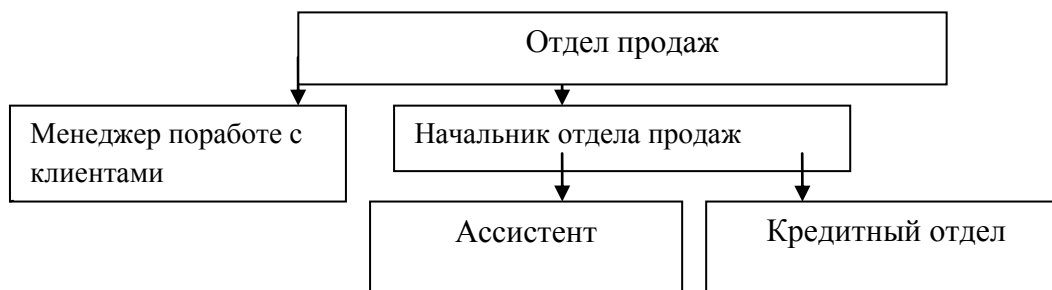 Отдел продаж
Менеджер поработе с
клиентами
Начальник отдела продаж
Ассистент
Кредитный отдел